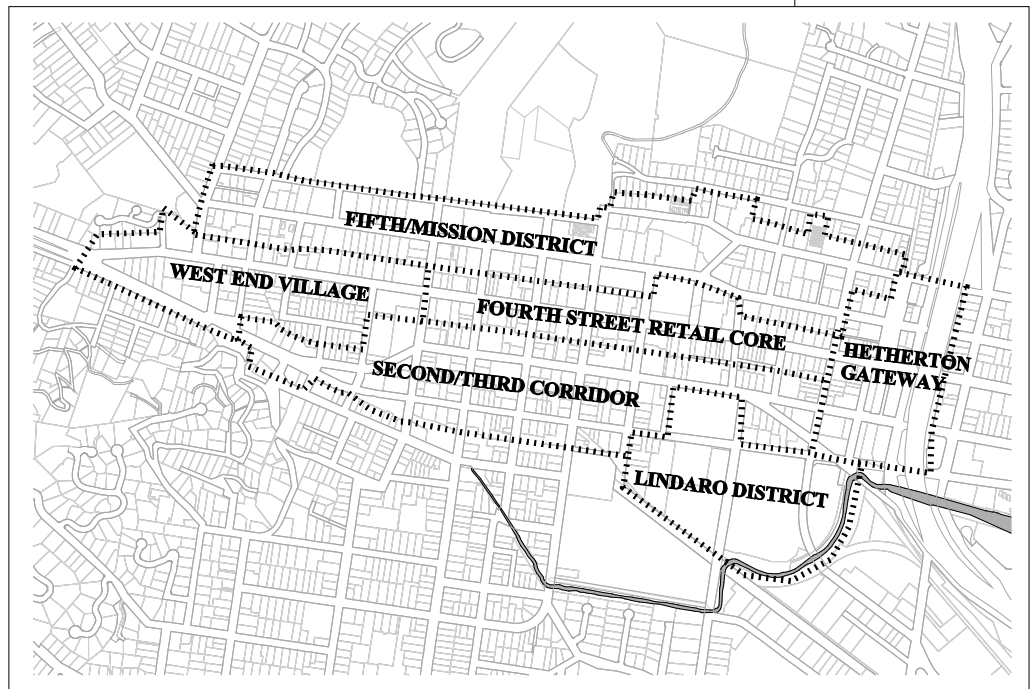 FIFTH/MISSION DISTRICT
WEST END VILLAGE
FOURTH STREET RETAIL CORE
HETHERTON
GATEWAY
SECOND/THIRD CORRIDOR
LINDARO DISTRICT